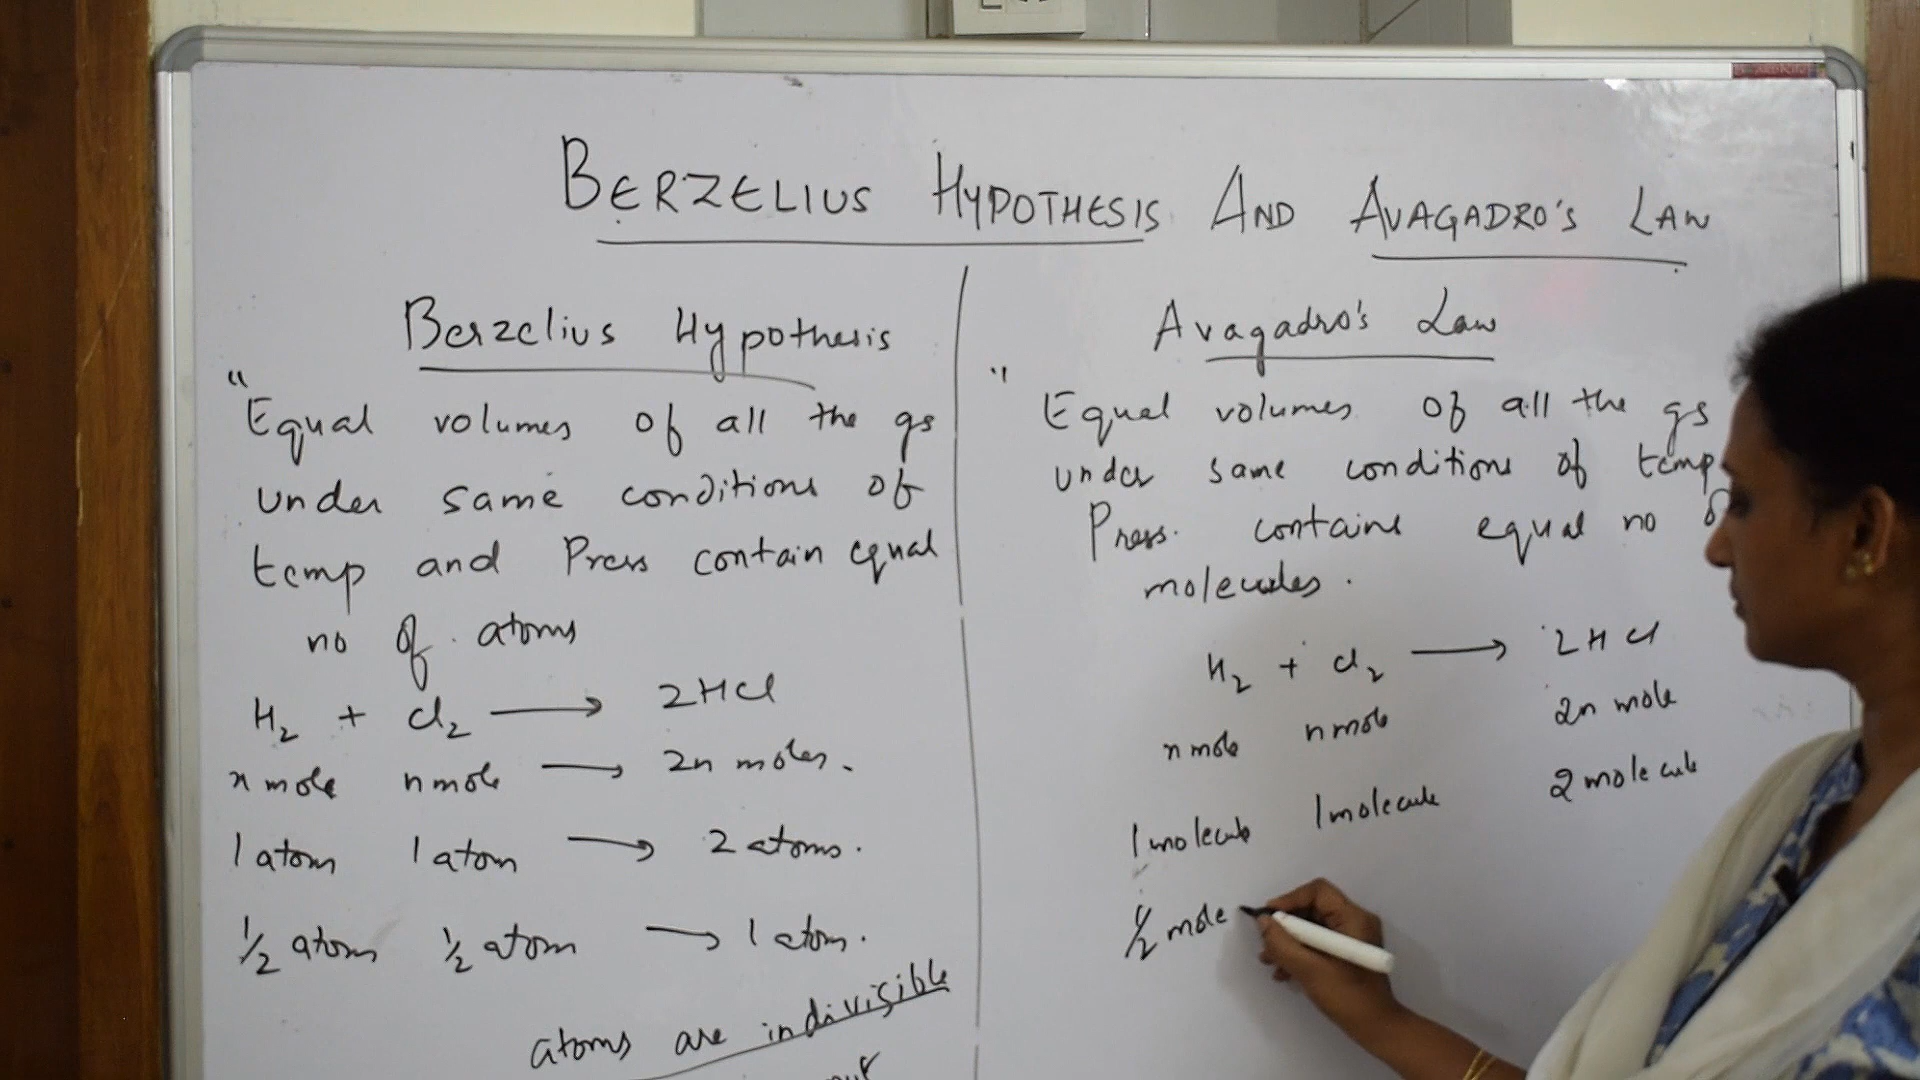 BERZELIUS HYPOTHESIS AND AVAGADRO'S LAW
Berzelius Hypothesis
"Equal volumes of all the gs
under same conditions of
temp and Press contain equal
no of atoms
H₂ + Cl₂ ⟶ 2HCl
n mole n mole ⟶ 2n moles.
1 atom 1 atom ⟶ 2 atoms.
½ atom ½ atom ⟶ 1 atom.
atoms are indivisible
Avagadro's Law
"Equal volumes of all the gs
under same conditions of temp
Press. contains equal no
molecules.
H₂ + Cl₂ ⟶ 2HCl
n mole n mole 2n mole
1 molecule 1 molecule 2 molecule
½ mole